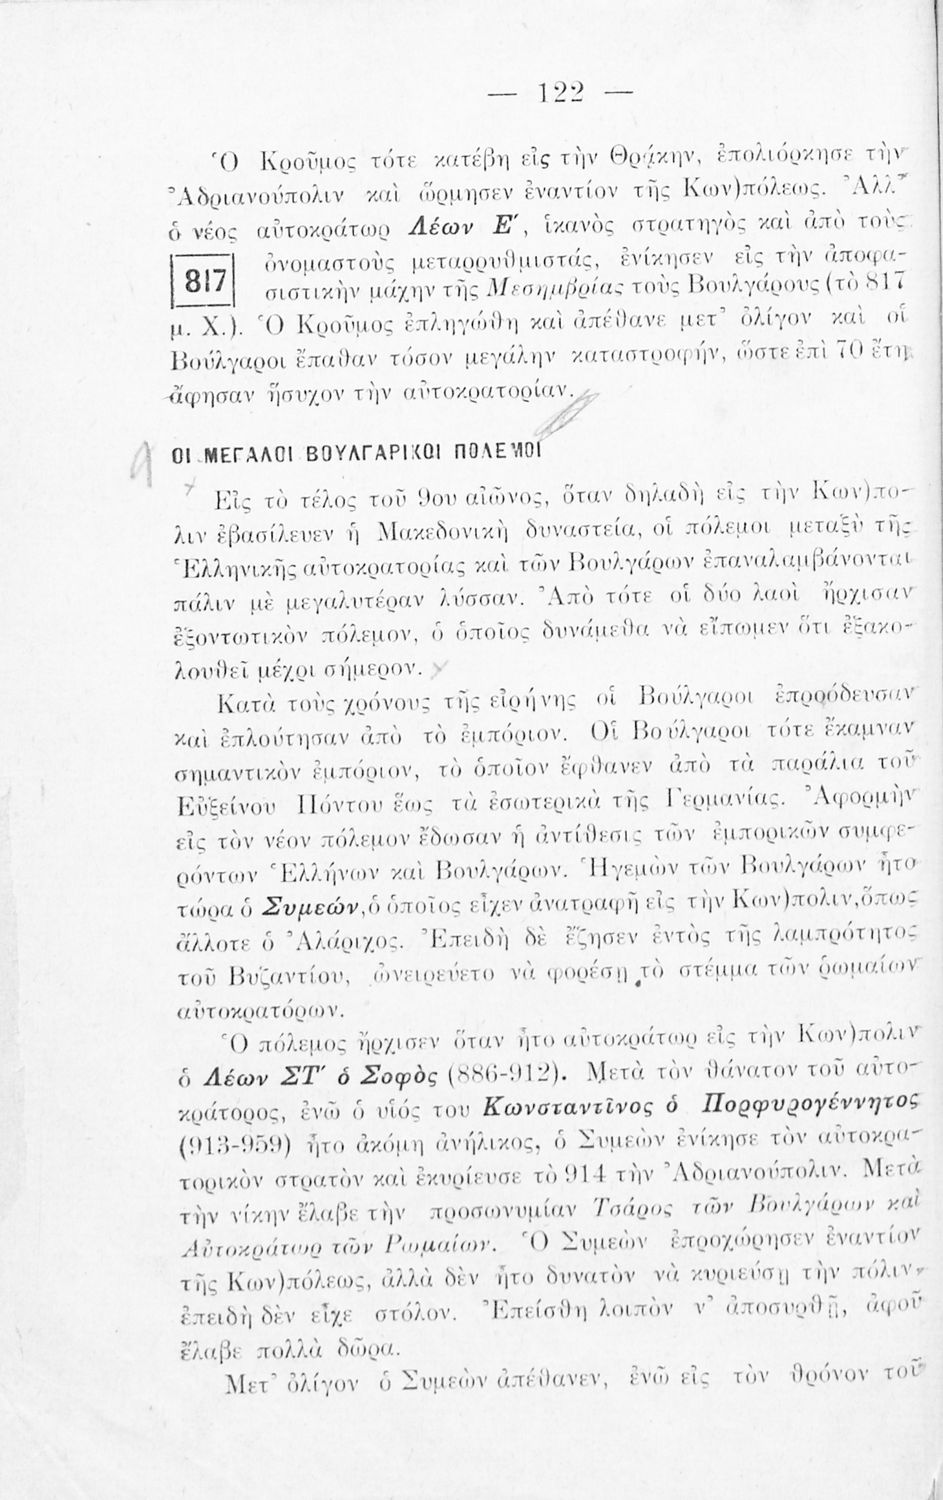 — 122 —
Ὁ Κροῦμος τότε κατέβη εἰς τὴν Θρᾴκην, ἐπολιόρκησε τὴν
Ἀδριανούπολιν καὶ ὥρμησεν ἐναντίον τῆς Κων)πόλεως. Ἀλλ’
ὁ νέος αὐτοκράτωρ Λέων Ε΄, ἱκανὸς στρατηγὸς καὶ ἀπὸ τοὺς
ὀνομαστοὺς μεταρρυθμιστάς, ἐνίκησεν εἰς τὴν ἀποφα-
817
σιστικὴν μάχην τῆς Μεσημβρίας τοὺς Βουλγάρους (τὸ 817
μ. Χ.). Ὁ Κροῦμος ἐπληγώθη καὶ ἀπέθανε μετ’ ὀλίγον καὶ οἱ
Βούλγαροι ἔπαθαν τόσον μεγάλην καταστροφήν, ὥστε ἐπὶ 70 ἔτη
ἄφησαν ἥσυχον τὴν αὐτοκρατορίαν.
ΟΙ ΜΕΓΑΛΟΙ ΒΟΥΛΓΑΡΙΚΟΙ ΠΟΛΕΜΟΙ
Εἰς τὸ τέλος τοῦ 9ου αἰῶνος, ὅταν δηλαδὴ εἰς τὴν Κων)πο-
λιν ἐβασίλευεν ἡ Μακεδονικὴ δυναστεία, οἱ πόλεμοι μεταξὺ τῆς
Ἑλληνικῆς αὐτοκρατορίας καὶ τῶν Βουλγάρων ἐπαναλαμβάνονται
πάλιν μὲ μεγαλυτέραν λύσσαν. Ἀπὸ τότε οἱ δύο λαοὶ ἤρχισαν
ἐξοντωτικὸν πόλεμον, ὁ ὁποῖος δυνάμεθα νὰ εἴπωμεν ὅτι ἐξακο-
λουθεῖ μέχρι σήμερον.
Κατὰ τοὺς χρόνους τῆς εἰρήνης οἱ Βούλγαροι ἐπροόδευσαν
καὶ ἐπλούτησαν ἀπὸ τὸ ἐμπόριον. Οἱ Βούλγαροι τότε ἔκαμναν
σημαντικὸν ἐμπόριον, τὸ ὁποῖον ἔφθανεν ἀπὸ τὰ παράλια τοῦ
Εὐξείνου Πόντου ἕως τὰ ἐσωτερικὰ τῆς Γερμανίας. Ἀφορμὴν
εἰς τὸν νέον πόλεμον ἔδωσαν ἡ ἀντίθεσις τῶν ἐμπορικῶν συμφε-
ρόντων Ἑλλήνων καὶ Βουλγάρων. Ἡγεμὼν τῶν Βουλγάρων ἦτο
τώρα ὁ Συμεών, ὁ ὁποῖος εἶχεν ἀνατραφῆ εἰς τὴν Κων)πολιν, ὅπως
ἄλλοτε ὁ Ἀλάριχος. Ἐπειδὴ δὲ ἔζησεν ἐντὸς τῆς λαμπρότητος
τοῦ Βυζαντίου, ὠνειρεύετο νὰ φορέσῃ τὸ στέμμα τῶν ῥωμαίων
αὐτοκρατόρων.
Ὁ πόλεμος ἤρχισεν ὅταν ἦτο αὐτοκράτωρ εἰς τὴν Κων)πολιν
ὁ Λέων ΣΤ΄ ὁ Σοφὸς (886-912). Μετὰ τὸν θάνατον τοῦ αὐτο-
κράτορος, ἐνῶ ὁ υἱός του Κωνσταντῖνος ὁ Πορφυρογέννητος
(913-959) ἦτο ἀκόμη ἀνήλικος, ὁ Συμεὼν ἐνίκησε τὸν αὐτοκρα-
τορικὸν στρατὸν καὶ ἐκυρίευσε τὸ 914 τὴν Ἀδριανούπολιν. Μετὰ
τὴν νίκην ἔλαβε τὴν προσωνυμίαν Τσάρος τῶν Βουλγάρων καὶ
Αὐτοκράτωρ τῶν Ρωμαίων. Ὁ Συμεὼν ἐπροχώρησεν ἐναντίον
τῆς Κων)πόλεως, ἀλλὰ δὲν ἦτο δυνατὸν νὰ κυριεύσῃ τὴν πόλιν,
ἐπειδὴ δὲν εἶχε στόλον. Ἐπείσθη λοιπὸν ν’ ἀποσυρθῇ, ἀφοῦ
ἔλαβε πολλὰ δῶρα.
Μετ’ ὀλίγον ὁ Συμεὼν ἀπέθανεν, ἐνῶ εἰς τὸν θρόνον τοῦ